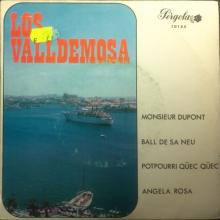 LOS
VALLDEMOSA
Pérgola
MONSIEUR DUPONT
BALL DE SA NEU
POTPOURRI QÜEC QÜEC
ANGELA ROSA